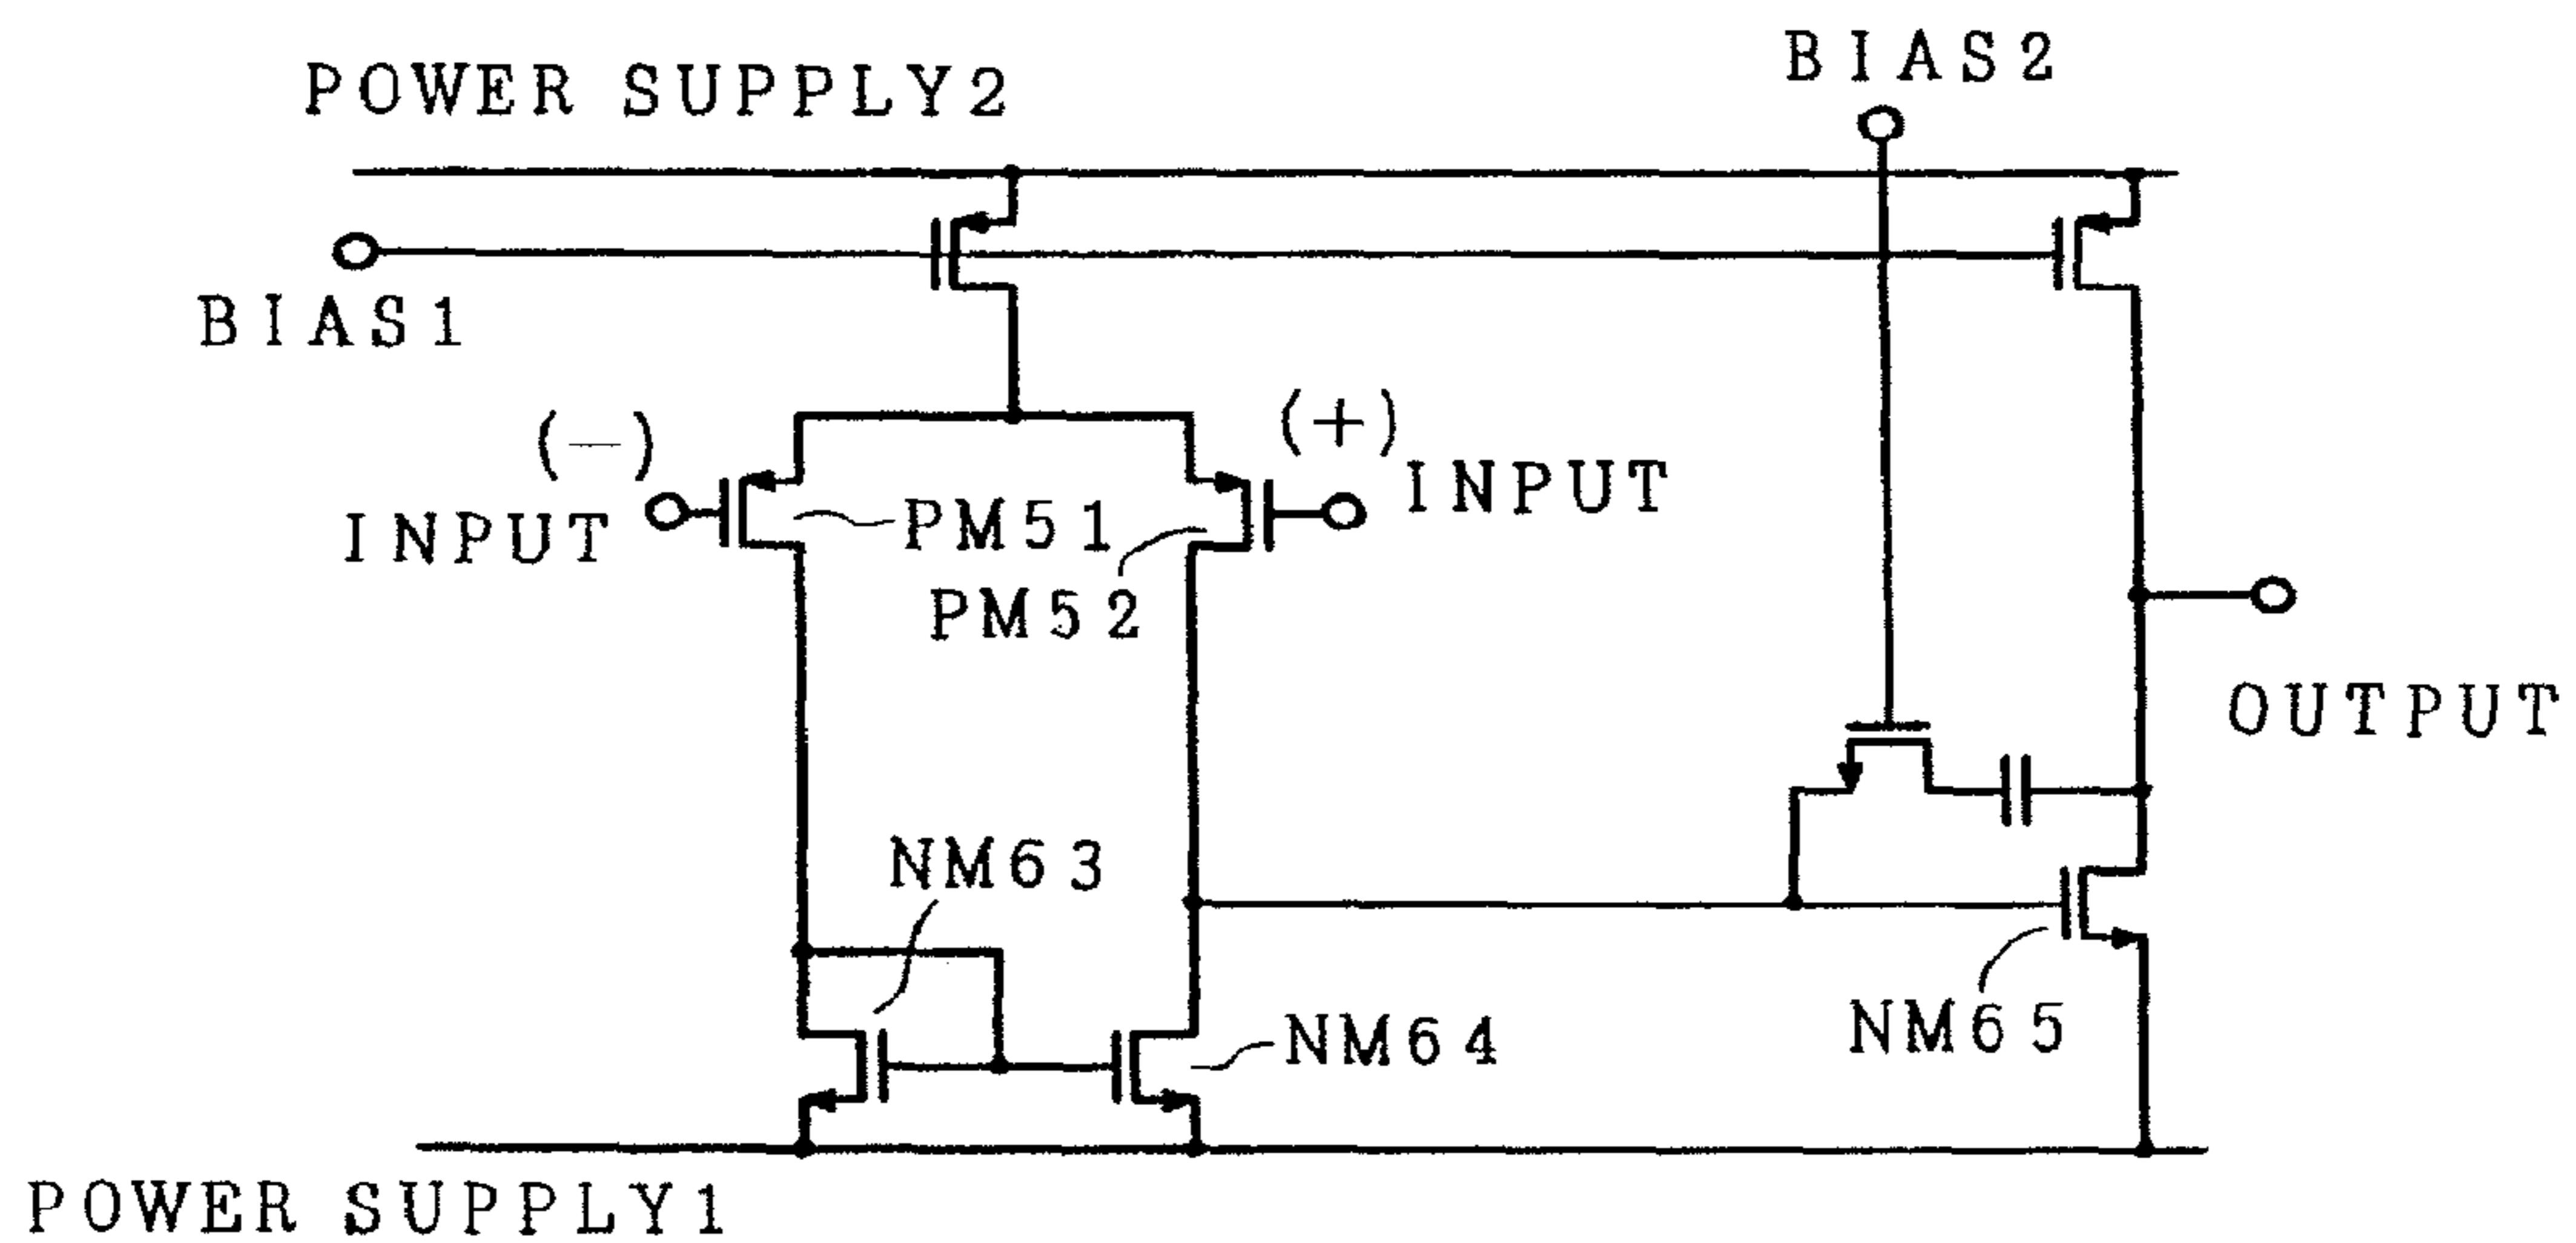 POWER SUPPLY2
BIAS2
BIAS1
(−)
INPUT
(+)
INPUT
PM51
PM52
OUTPUT
NM63
NM64
NM65
POWER SUPPLY1